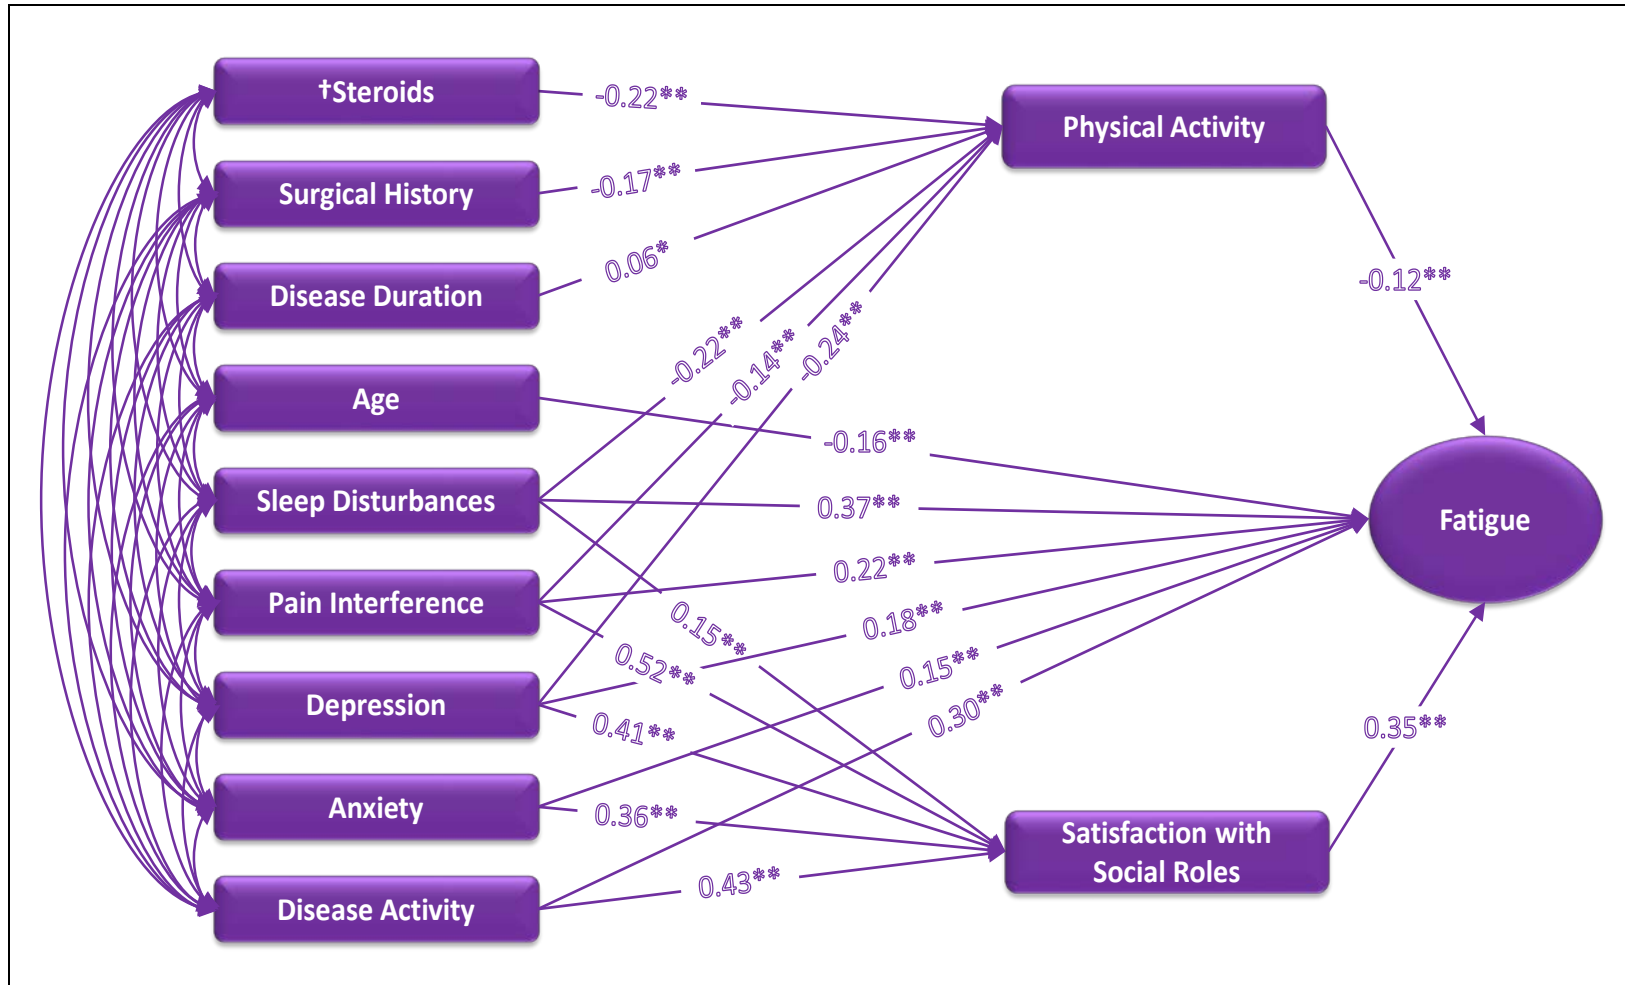 †Steroids
Surgical History
Disease Duration
Age
Sleep Disturbances
Pain Interference
Depression
Anxiety
Disease Activity
-0.22**
-0.17**
0.06*
-0.22**
-0.14**
-0.24**
-0.16**
0.37**
0.22**
0.18**
0.15**
0.30**
0.15**
0.52**
0.41**
0.36**
0.43**
Physical Activity
-0.12**
Fatigue
0.35**
Satisfaction with
Social Roles